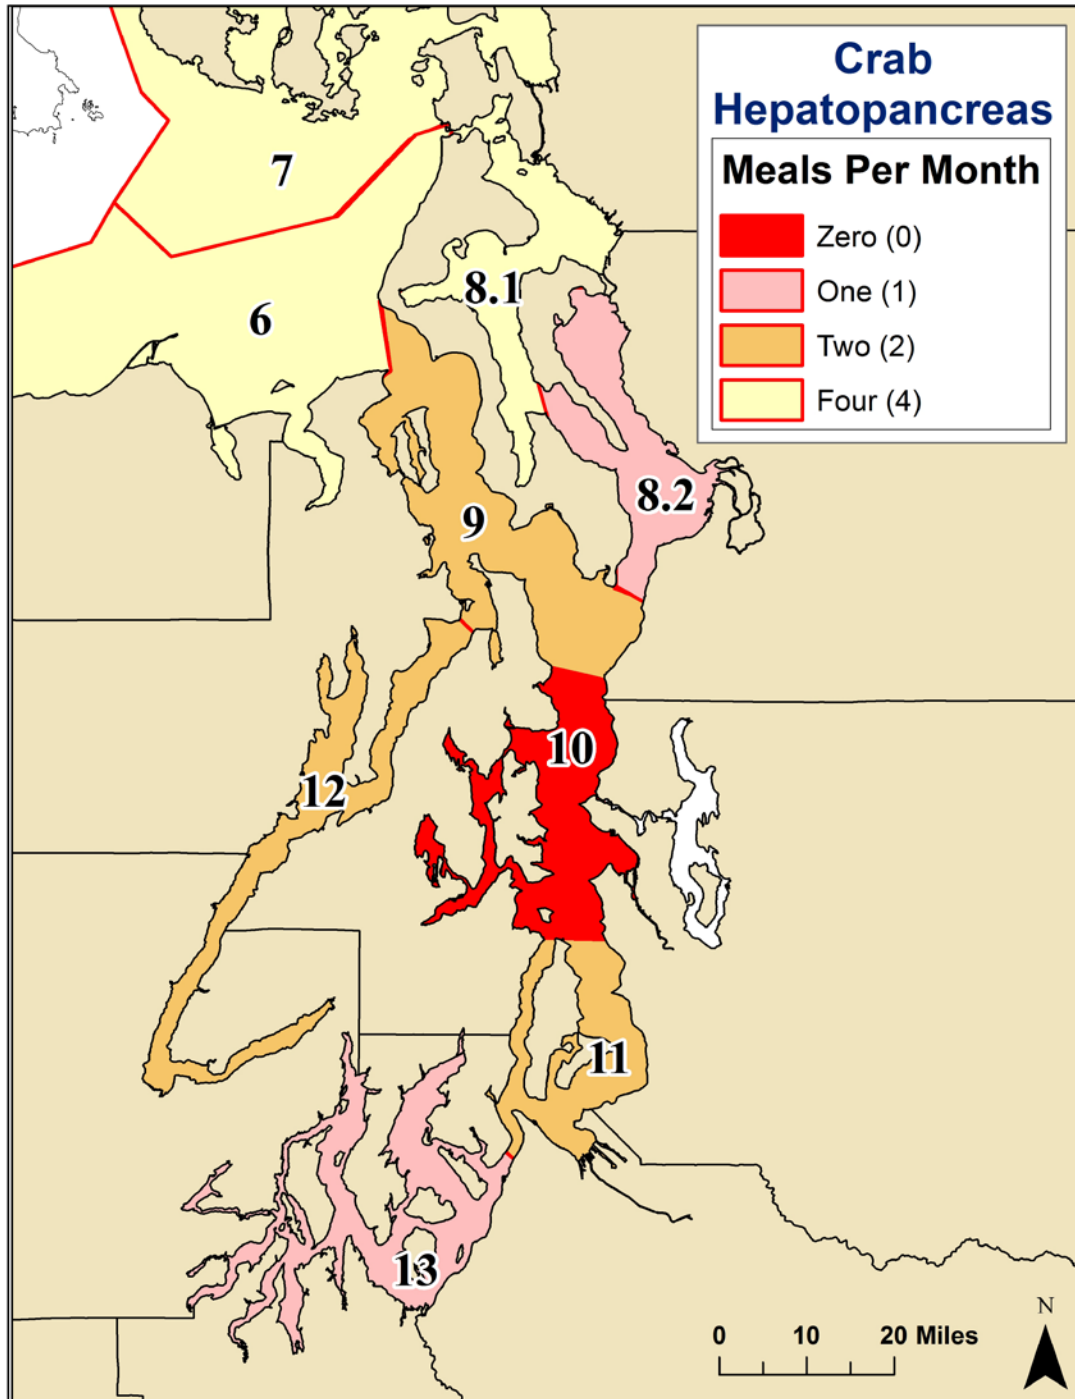 Crab
Hepatopancreas
Meals Per Month
Zero (0)
One (1)
Two (2)
Four (4)
7
8.1
6
8.2
9
10
12
11
13
N
0 10 20 Miles